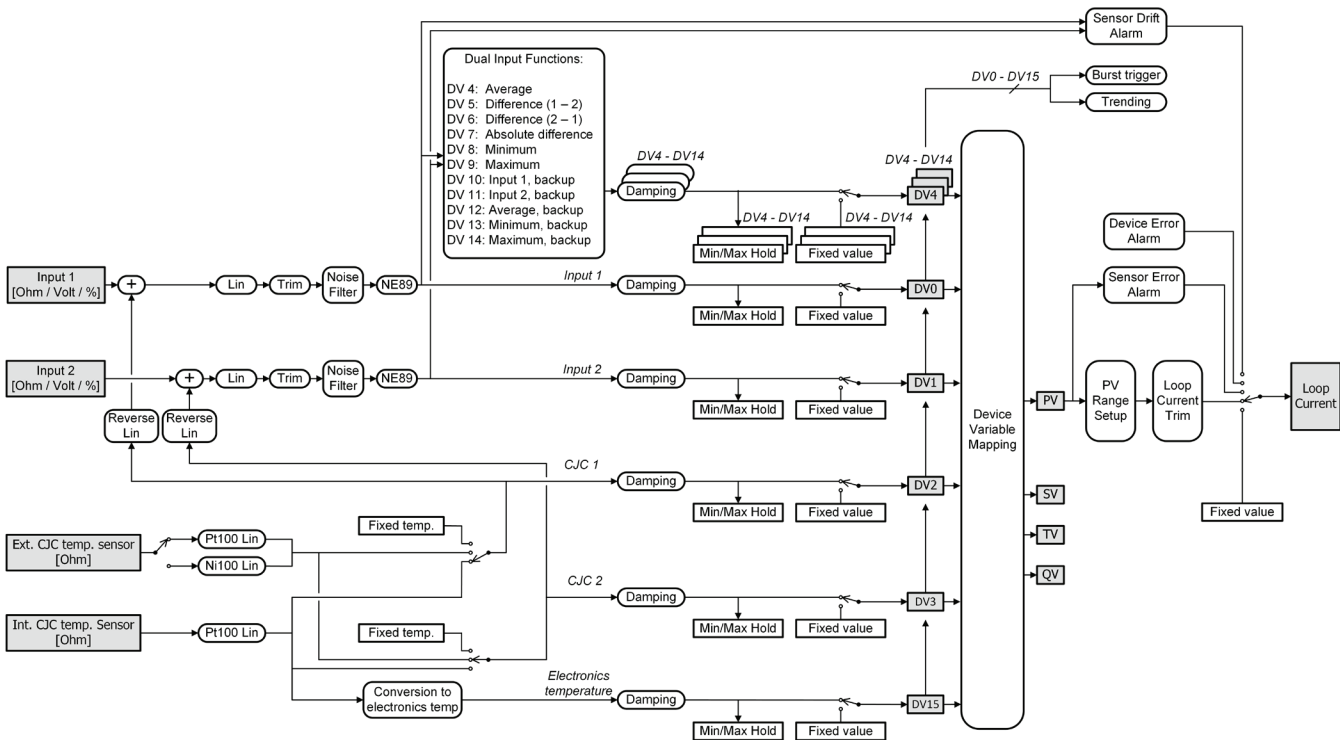 Sensor Drift
Alarm
Dual Input Functions:
DV 4: Average
DV 5: Difference (1 – 2)
DV 6: Difference (2 – 1)
DV 7: Absolute difference
DV 8: Minimum
DV 9: Maximum
DV 10: Input 1, backup
DV 11: Input 2, backup
DV 12: Average, backup
DV 13: Minimum, backup
DV 14: Maximum, backup
DV0 - DV15
Burst trigger
Trending
DV4 - DV14
Damping
DV4 - DV14
DV4
DV4 - DV14
DV4 - DV14
Min/Max Hold
Fixed value
Device Error
Alarm
Input 1
[Ohm / Volt / %]
+
Lin
Trim
Noise
Filter
NE89
Input 1
Damping
DV0
Min/Max Hold
Fixed value
Sensor Error
Alarm
Input 2
[Ohm / Volt / %]
+
Lin
Trim
Noise
Filter
NE89
Input 2
Damping
DV1
Min/Max Hold
Fixed value
Device
Variable
Mapping
PV
PV
Range
Setup
Loop
Current
Trim
Loop
Current
Reverse
Lin
Reverse
Lin
CJC 1
Damping
DV2
Min/Max Hold
Fixed value
SV
TV
QV
Fixed value
Ext. CJC temp. sensor
[Ohm]
Pt100 Lin
Ni100 Lin
Fixed temp.
CJC 2
Damping
DV3
Min/Max Hold
Fixed value
Int. CJC temp. Sensor
[Ohm]
Pt100 Lin
Fixed temp.
Conversion to
electronics temp
Electronics
temperature
Damping
DV15
Min/Max Hold
Fixed value